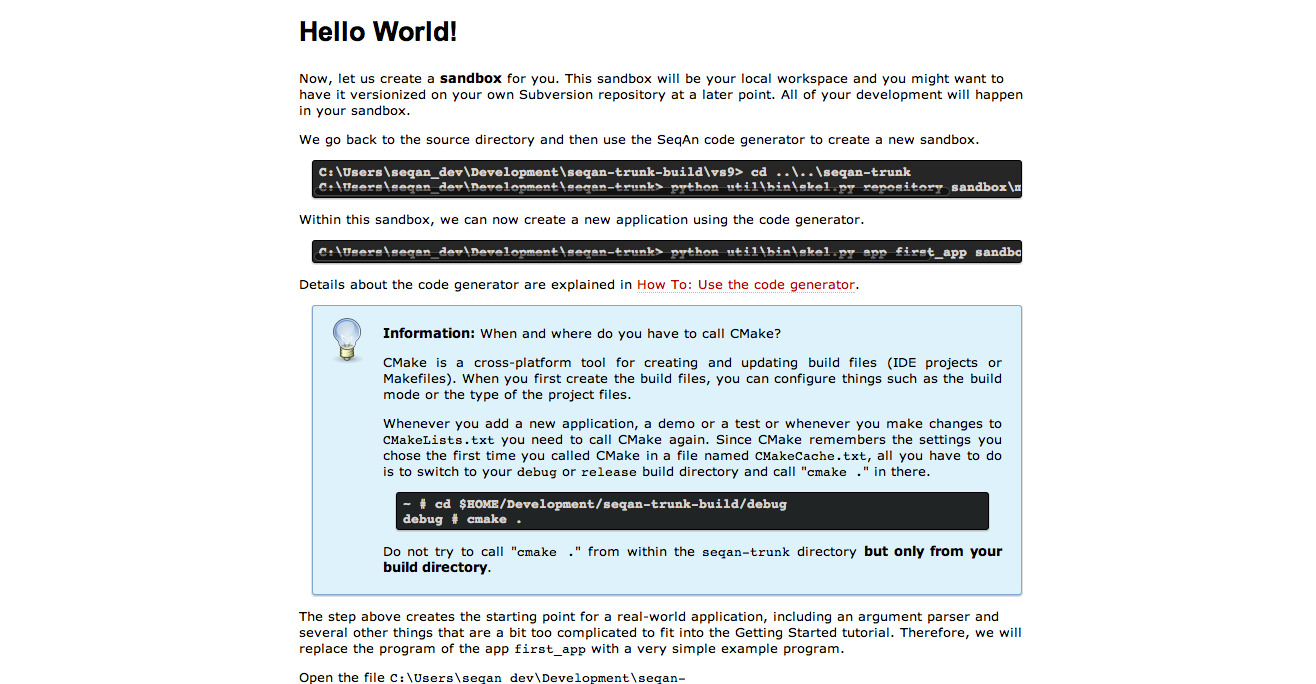 Hello World!
Now, let us create a sandbox for you. This sandbox will be your local workspace and you might want to
have it versionized on your own Subversion repository at a later point. All of your development will happen
in your sandbox.
We go back to the source directory and then use the SeqAn code generator to create a new sandbox.
C:\Users\seqan_dev\Development\seqan-trunk-build\vs9> cd ..\..\seqan-trunk
C:\Users\seqan_dev\Development\seqan-trunk> python util\bin\skel.py repository sandbox\m
Within this sandbox, we can now create a new application using the code generator.
C:\Users\seqan_dev\Development\seqan-trunk> python util\bin\skel.py app first_app sandbo
Details about the code generator are explained in How To: Use the code generator.
Information: When and where do you have to call CMake?
CMake is a cross-platform tool for creating and updating build files (IDE projects or
Makefiles). When you first create the build files, you can configure things such as the build
mode or the type of the project files.
Whenever you add a new application, a demo or a test or whenever you make changes to
CMakeLists.txt you need to call CMake again. Since CMake remembers the settings you
chose the first time you called CMake in a file named CMakeCache.txt, all you have to do
is to switch to your debug or release build directory and call "cmake ." in there.
~ # cd $HOME/Development/seqan-trunk-build/debug
debug # cmake .
Do not try to call "cmake ." from within the seqan-trunk directory but only from your
build directory.
The step above creates the starting point for a real-world application, including an argument parser and
several other things that are a bit too complicated to fit into the Getting Started tutorial. Therefore, we will
replace the program of the app first_app with a very simple example program.
Open the file C:\Users\seqan dev\Development\seqan-